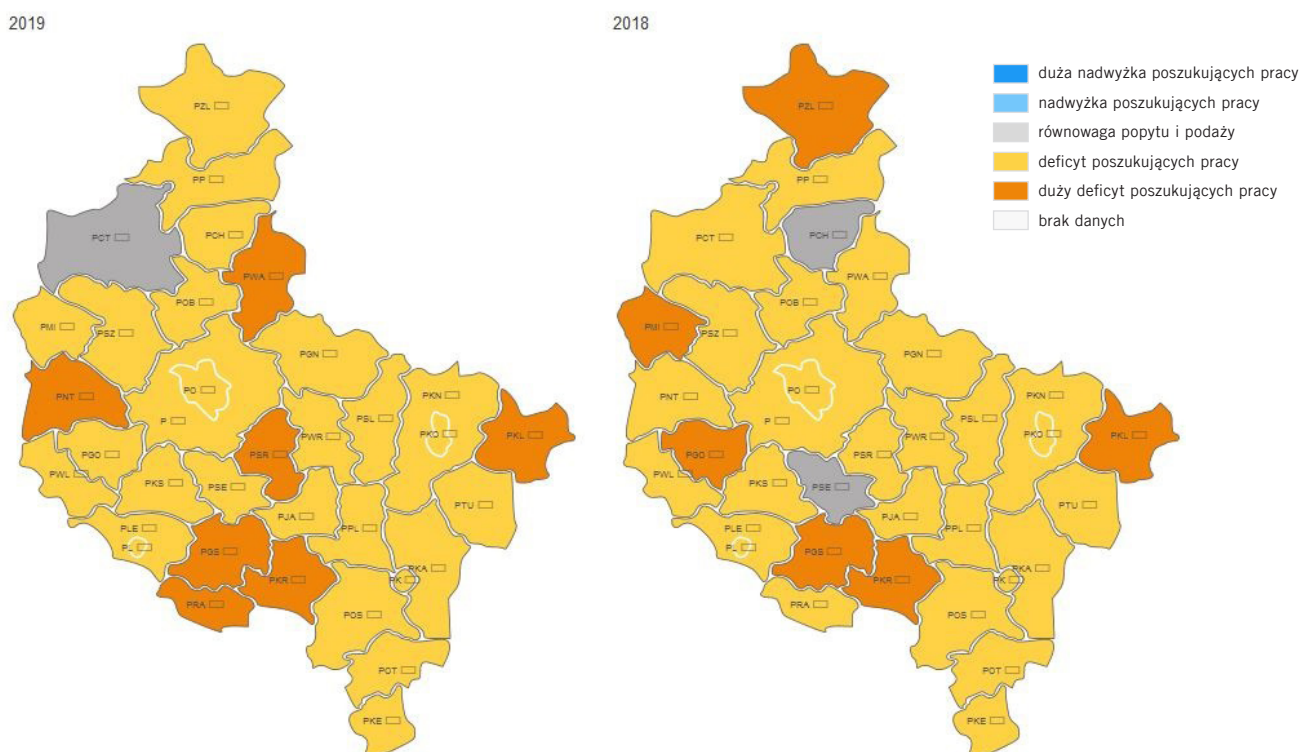 2019
2018
duża nadwyżka poszukujących pracy
nadwyżka poszukujących pracy
równowaga popytu i podaży
deficyt poszukujących pracy
duży deficyt poszukujących pracy
brak danych
PZL
PP
PCT
PCH
PWA
POB
PMI
PSZ
PGN
PO
PNT
P
PKN
PSL
PWR
PKO
PKL
PSR
PGO
PWL
PKS
PSE
PTU
PJA
PPL
PLE
PL
PGS
PKR
PKA
PK
PRA
POS
POT
PKE
PZL
PP
PCT
PCH
PWA
POB
PMI
PSZ
PGN
PO
PNT
P
PKN
PSL
PWR
PKO
PKL
PSR
PGO
PWL
PKS
PSE
PTU
PJA
PPL
PLE
PL
PGS
PKR
PKA
PK
PRA
POS
POT
PKE